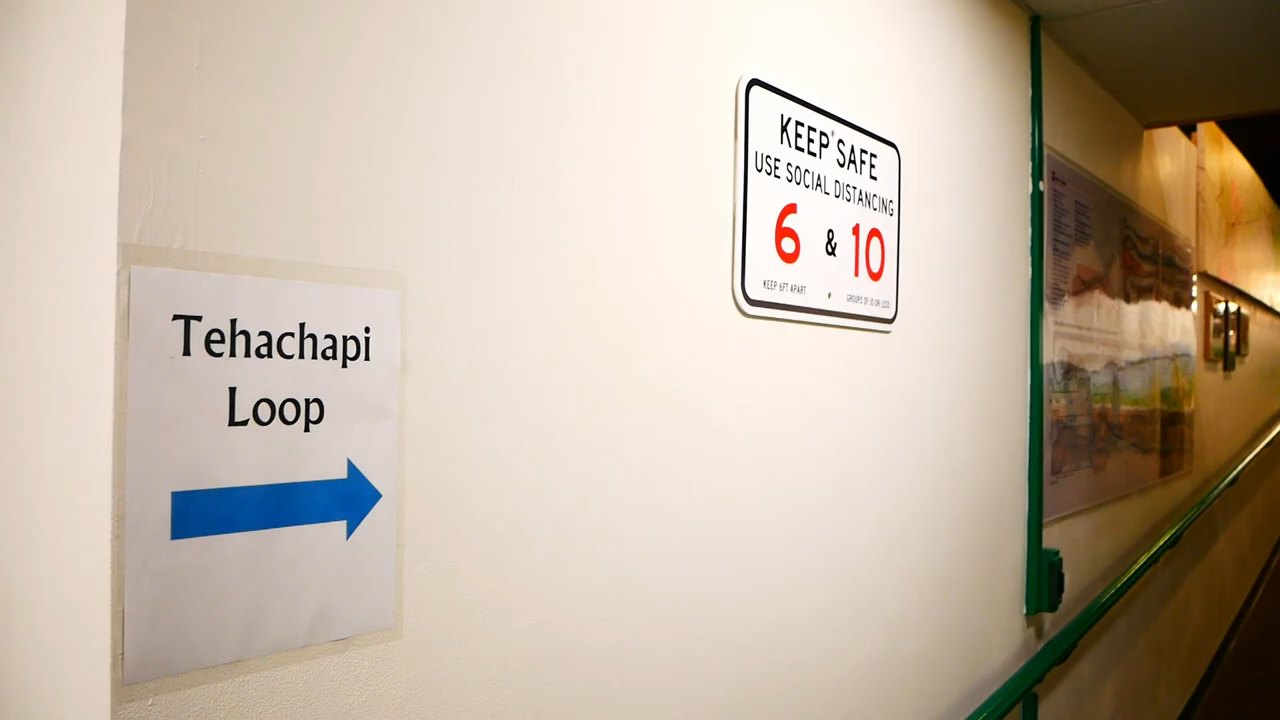 Tehachapi
Loop
KEEP SAFE
USE SOCIAL DISTANCING
6 & 10
KEEP 6FT APART
GROUPS OF 10 OR LESS